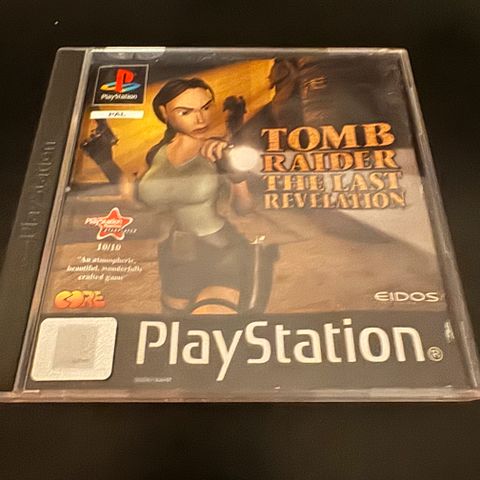 PlayStation
PlayStation
PAL
TOMB
RAIDER
THE LAST
REVELATION
PlayStation
10/10
"An atmospheric,
beautiful, wonderfully
crafted game"
CORE
EIDOS
PlayStation®